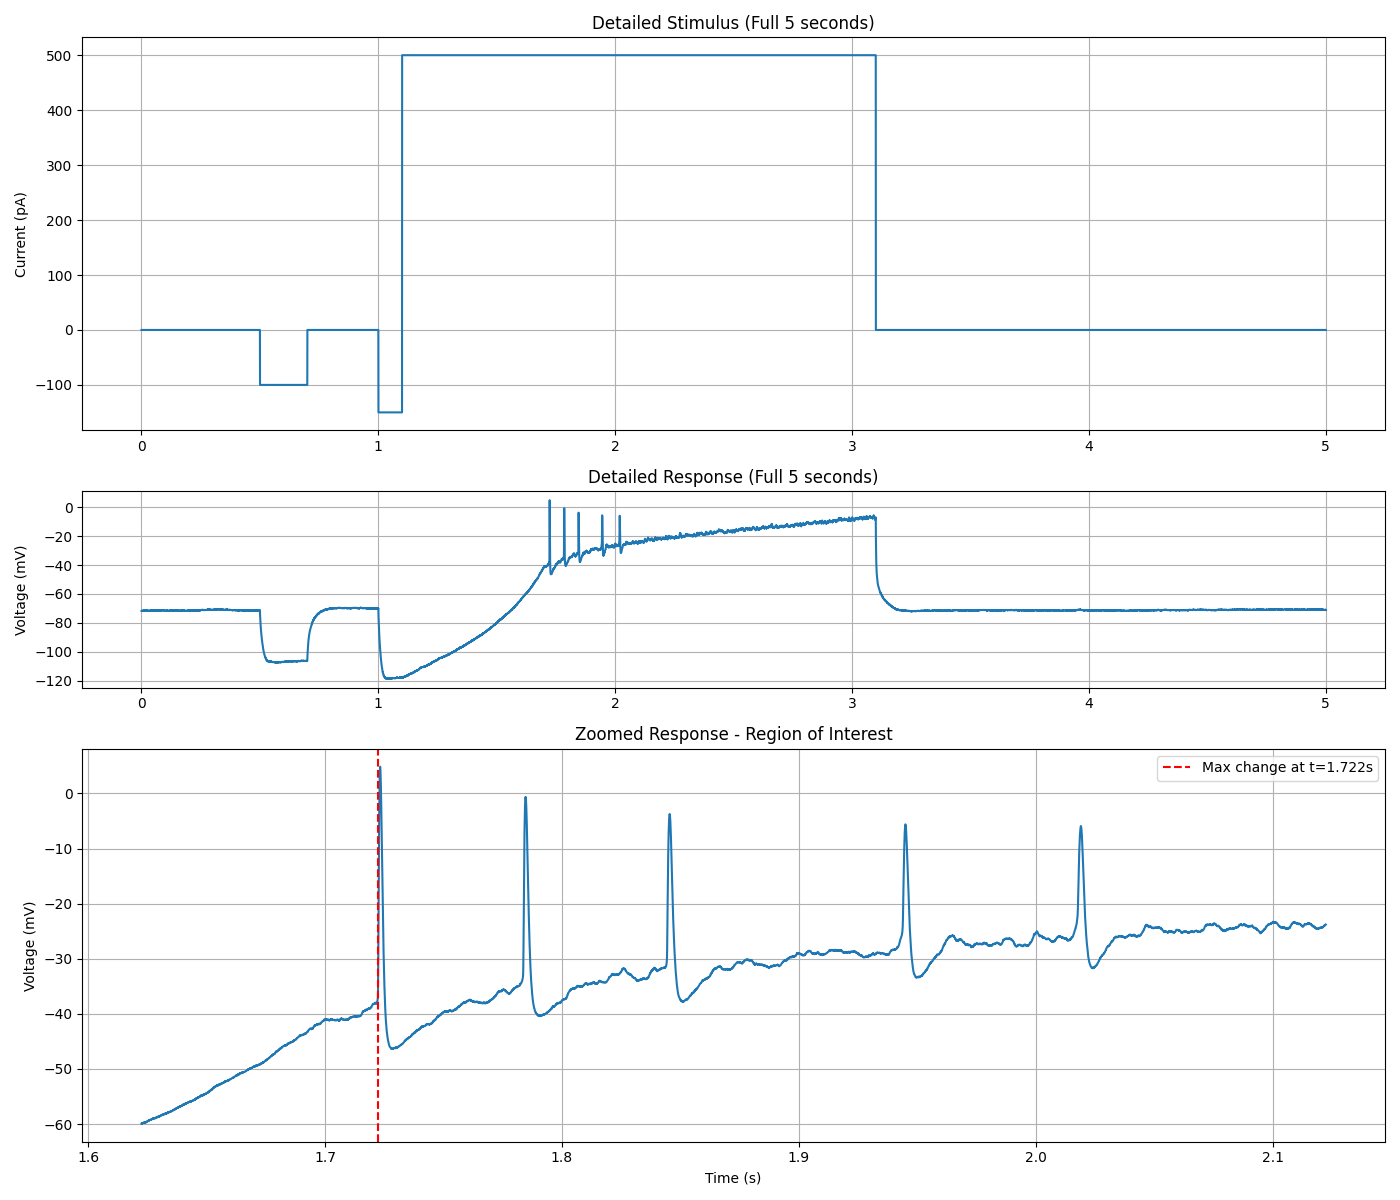 Detailed Stimulus (Full 5 seconds)
500
400
300
200
100
0
−100
Current (pA)
0 1 2 3 4 5
Detailed Response (Full 5 seconds)
0
−20
−40
−60
−80
−100
−120
Voltage (mV)
0 1 2 3 4 5
Zoomed Response - Region of Interest
Max change at t=1.722s
0
−10
−20
−30
−40
−50
−60
Voltage (mV)
1.6 1.7 1.8 1.9 2.0 2.1
Time (s)